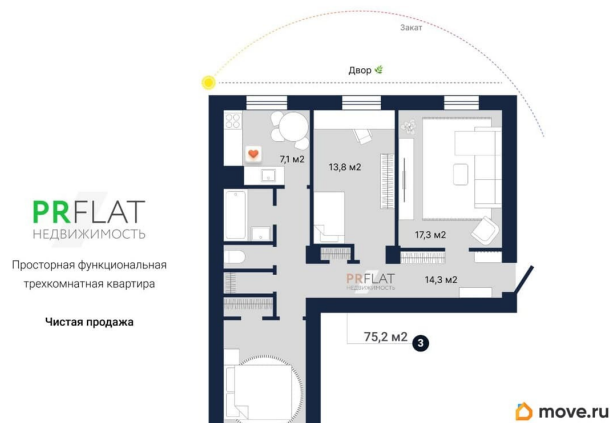 Закат
Двор
7,1 м2
13,8 м2
17,3 м2
PRFLAT
НЕДВИЖИМОСТЬ
Просторная функциональная
трехкомнатная квартира
Чистая продажа
PRFLAT
НЕДВИЖИМОСТЬ
14,3 м2
75,2 м2
3
move.ru